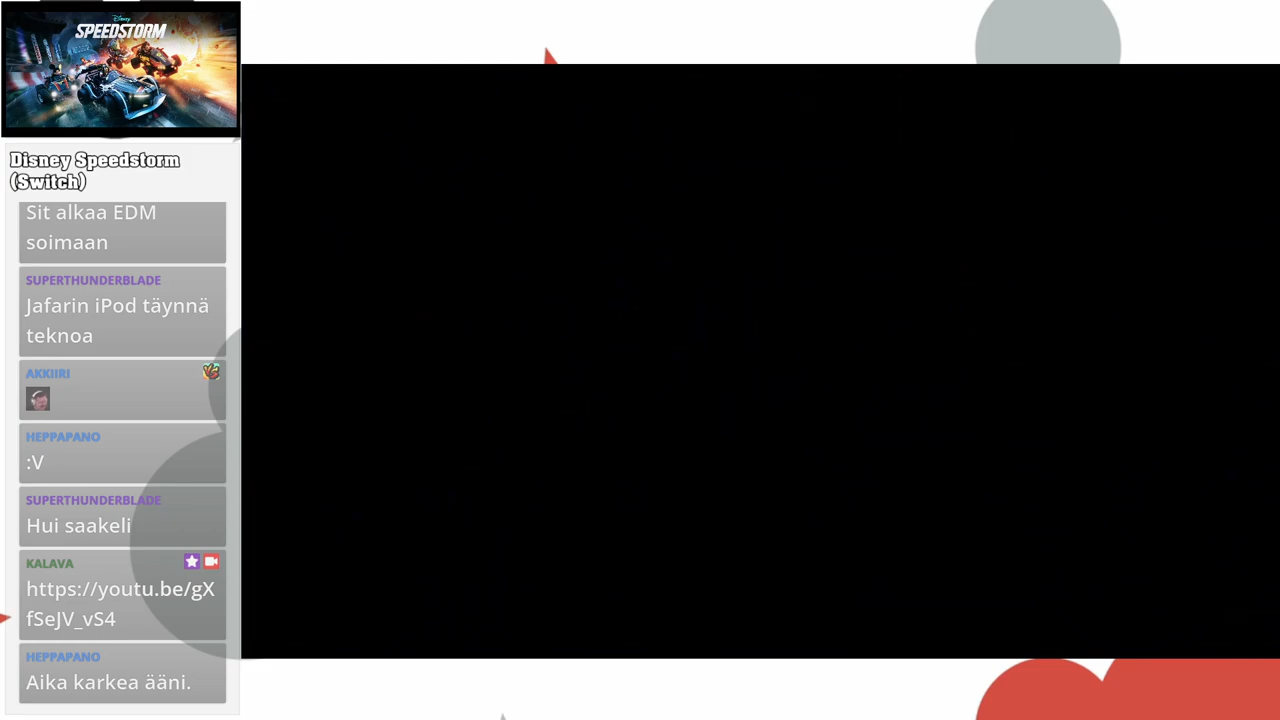 Disney
SPEEDSTORM
Disney Speedstorm
(Switch)
Sit alkaa EDM
soimaan
SUPERTHUNDERBLADE
Jafarin iPod täynnä
teknoa
AKKIIRI
HEPPAPANO
:V
SUPERTHUNDERBLADE
Hui saakeli
KALAVA
https://youtu.be/gX
fSeJV_vS4
HEPPAPANO
Aika karkea ääni.